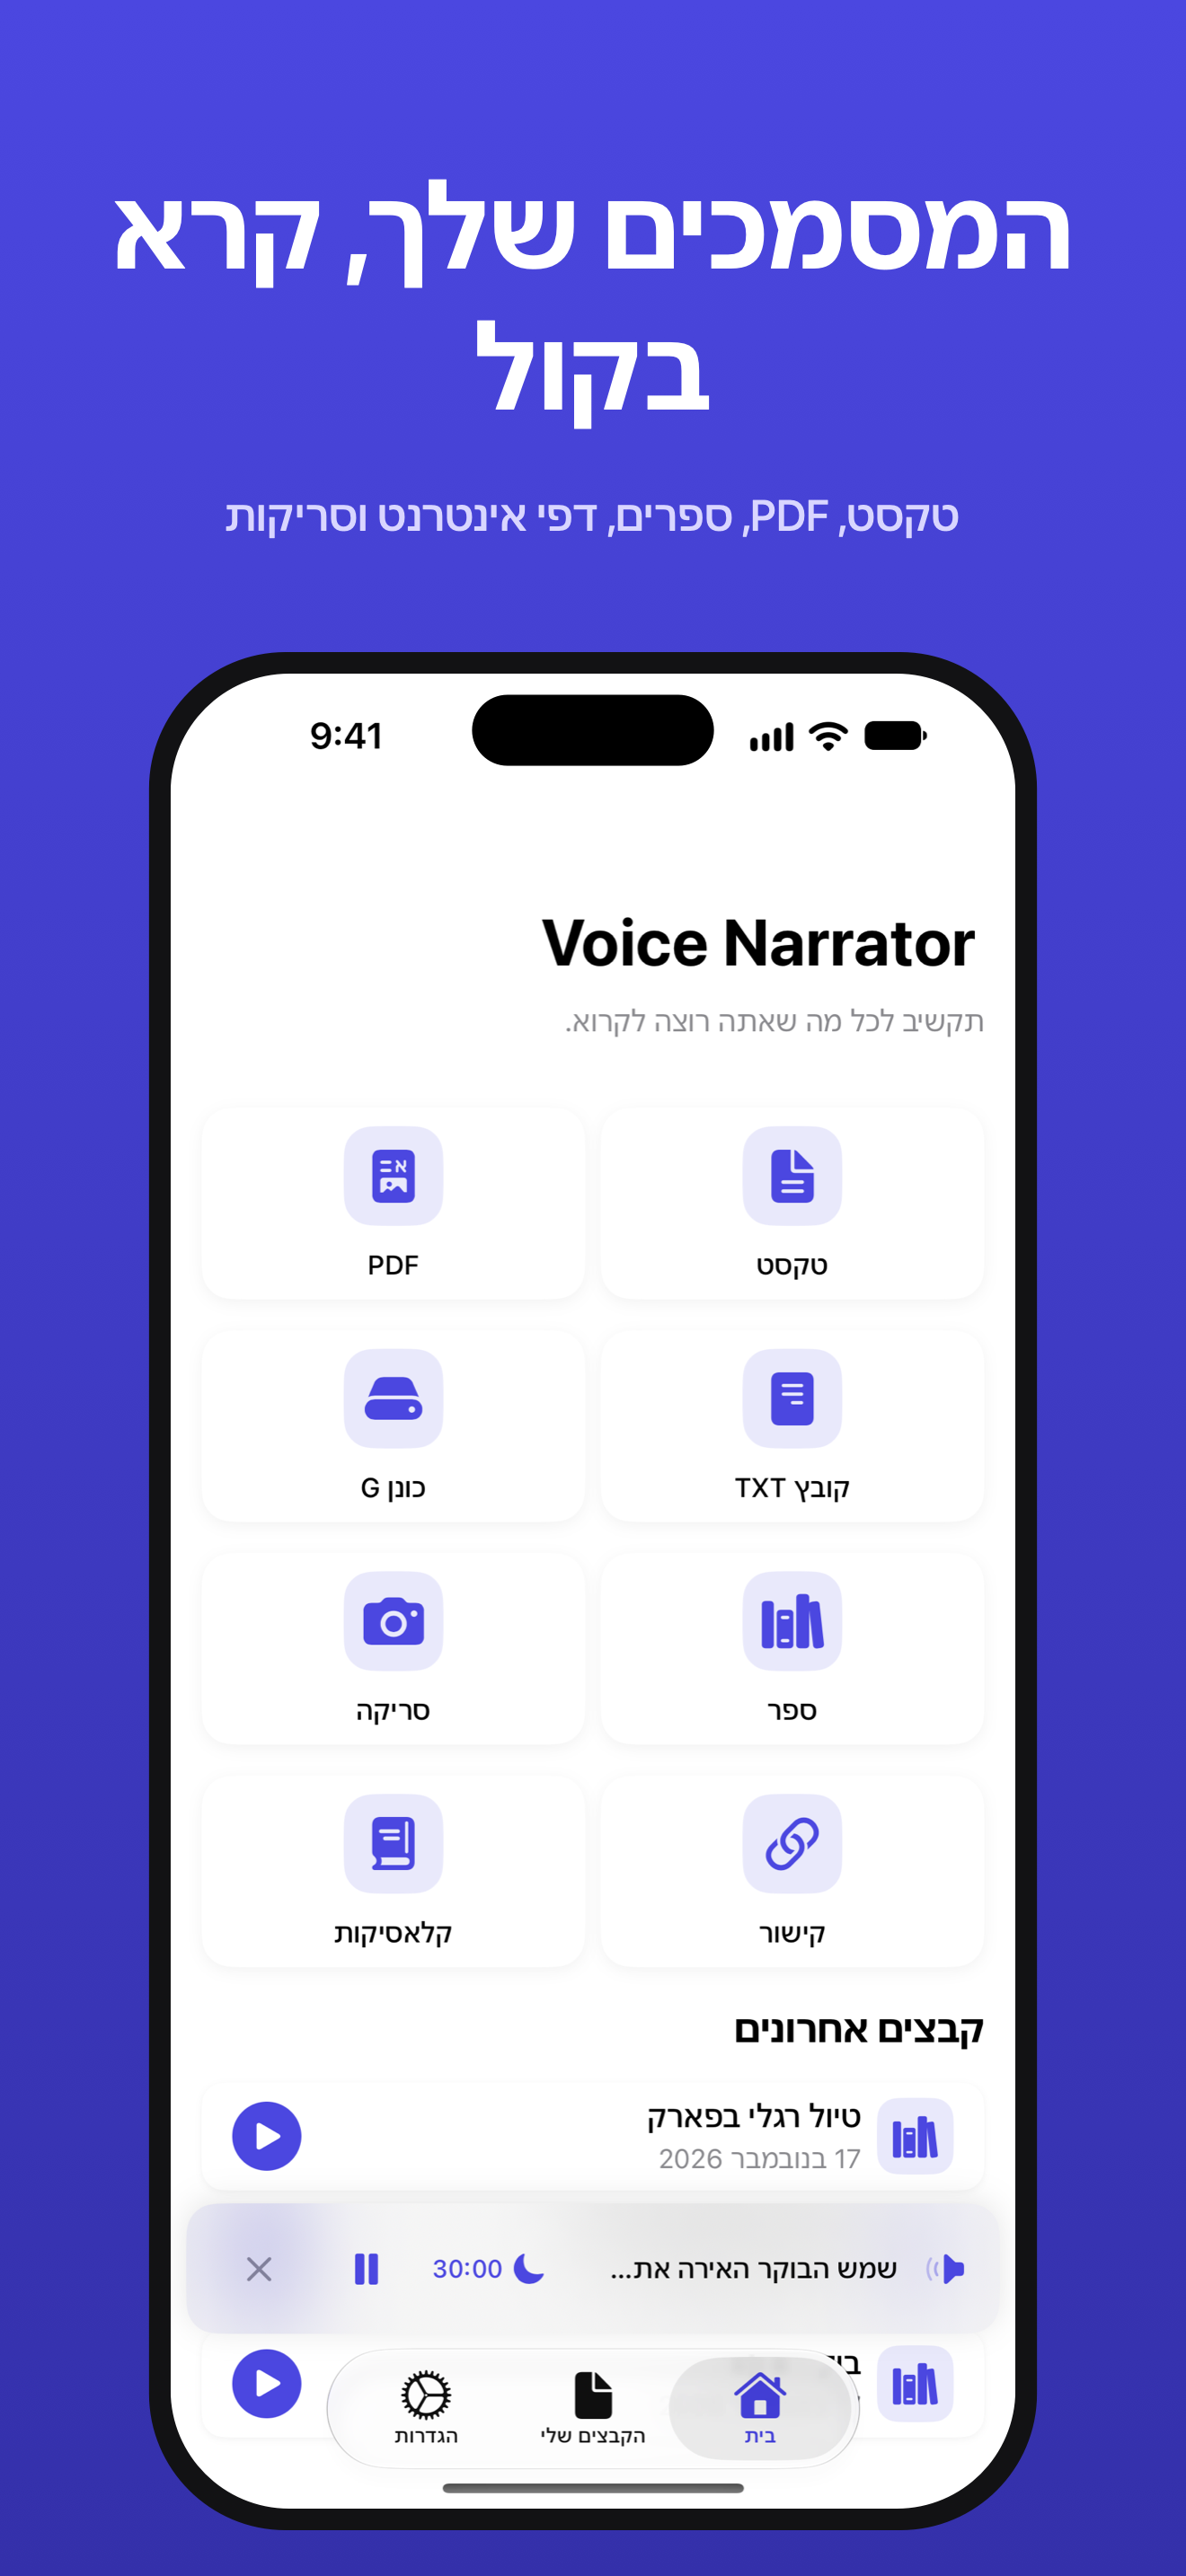 המסמכים שלך, קרא
בקול
טקסט, PDF, ספרים, דפי אינטרנט וסריקות
9:41
Voice Narrator
תקשיב לכל מה שאתה רוצה לקרוא.
טקסט
PDF
קובץ TXT
כונן G
ספר
סריקה
קישור
קלאסיקות
קבצים אחרונים
טיול רגלי בפארק
17 בנובמבר 2026
שמש הבוקר האירה את...
30:00
בית
הקבצים שלי
הגדרות